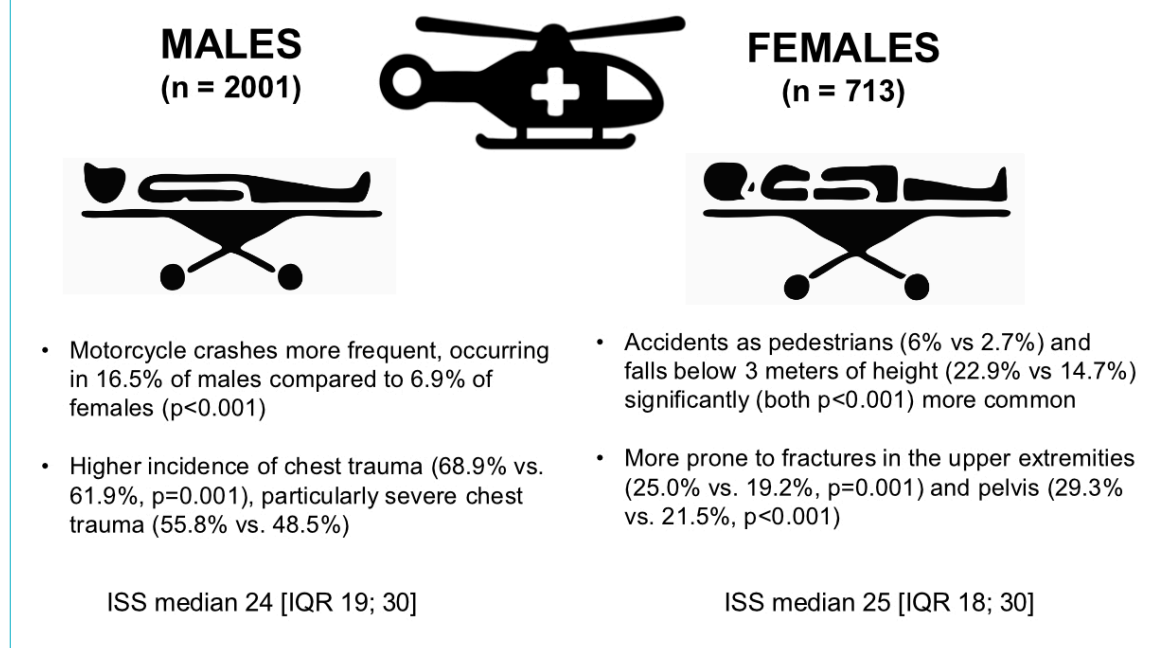 MALES
(n = 2001)
FEMALES
(n = 713)
• Motorcycle crashes more frequent, occurring
in 16.5% of males compared to 6.9% of
females (p<0.001)
• Higher incidence of chest trauma (68.9% vs.
61.9%, p=0.001), particularly severe chest
trauma (55.8% vs. 48.5%)
ISS median 24 [IQR 19; 30]
• Accidents as pedestrians (6% vs 2.7%) and
falls below 3 meters of height (22.9% vs 14.7%)
significantly (both p<0.001) more common
• More prone to fractures in the upper extremities
(25.0% vs. 19.2%, p=0.001) and pelvis (29.3%
vs. 21.5%, p<0.001)
ISS median 25 [IQR 18; 30]